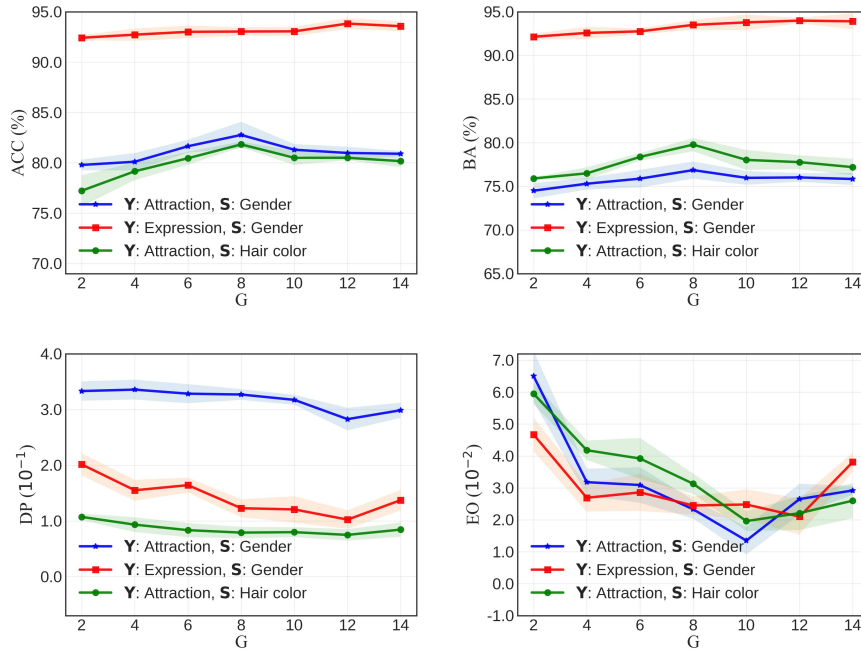 ACC (%)
95.0
90.0
85.0
80.0
75.0
70.0
Y: Attraction, S: Gender
Y: Expression, S: Gender
Y: Attraction, S: Hair color
2 4 6 8 10 12 14
G
BA (%)
95.0
90.0
85.0
80.0
75.0
70.0
65.0
Y: Attraction, S: Gender
Y: Expression, S: Gender
Y: Attraction, S: Hair color
2 4 6 8 10 12 14
G
DP (10⁻¹)
4.0
3.0
2.0
1.0
0.0
Y: Attraction, S: Gender
Y: Expression, S: Gender
Y: Attraction, S: Hair color
2 4 6 8 10 12 14
G
EO (10⁻²)
7.0
6.0
5.0
4.0
3.0
2.0
1.0
0.0
-1.0
Y: Attraction, S: Gender
Y: Expression, S: Gender
Y: Attraction, S: Hair color
2 4 6 8 10 12 14
G